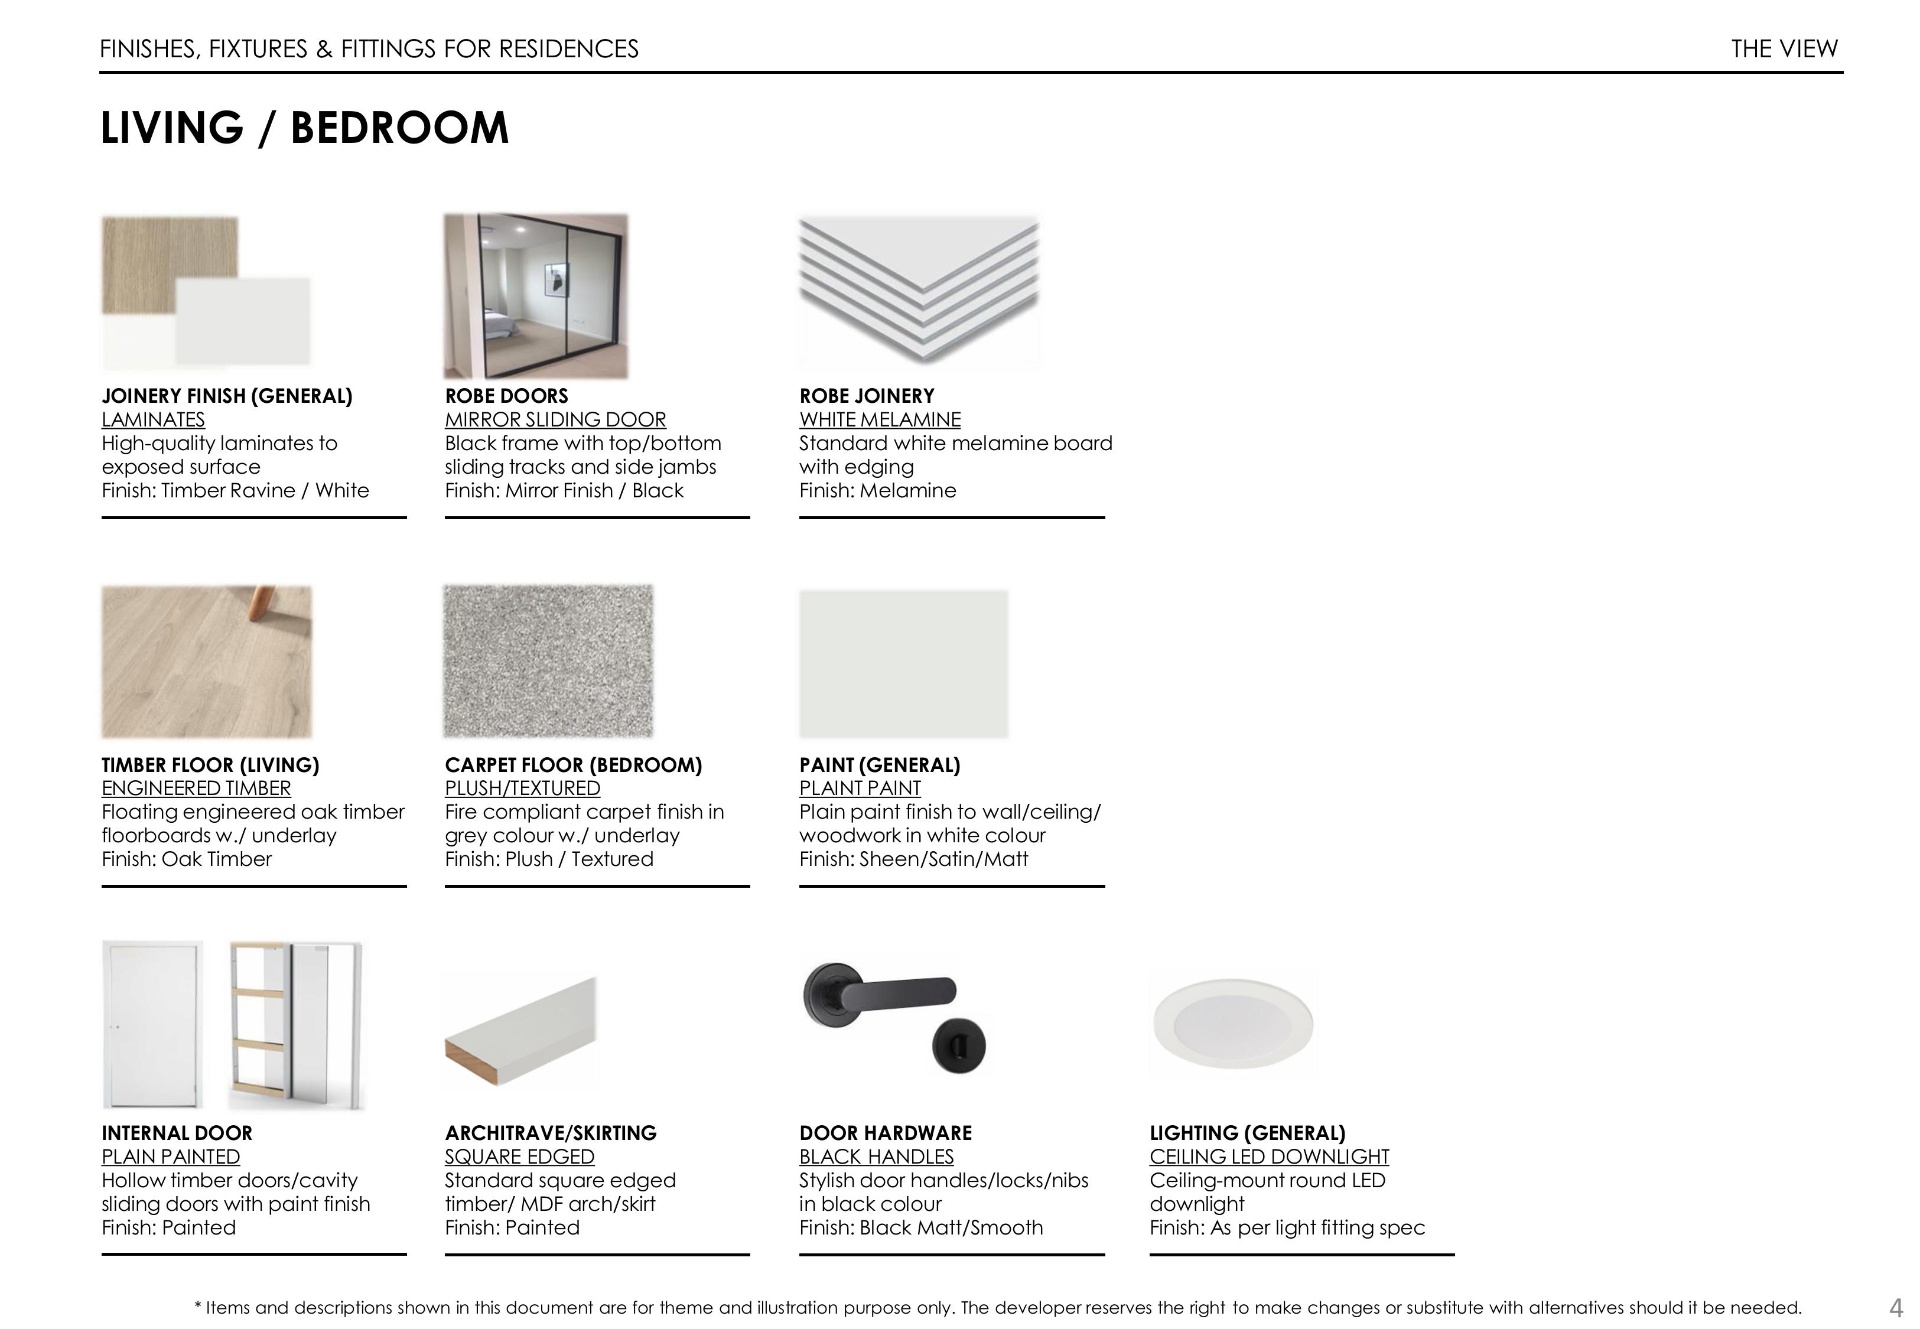 FINISHES, FIXTURES & FITTINGS FOR RESIDENCES
THE VIEW
LIVING / BEDROOM
JOINERY FINISH (GENERAL)
LAMINATES
High-quality laminates to
exposed surface
Finish: Timber Ravine / White
ROBE DOORS
MIRROR SLIDING DOOR
Black frame with top/bottom
sliding tracks and side jambs
Finish: Mirror Finish / Black
ROBE JOINERY
WHITE MELAMINE
Standard white melamine board
with edging
Finish: Melamine
TIMBER FLOOR (LIVING)
ENGINEERED TIMBER
Floating engineered oak timber
floorboards w./ underlay
Finish: Oak Timber
CARPET FLOOR (BEDROOM)
PLUSH/TEXTURED
Fire compliant carpet finish in
grey colour w./ underlay
Finish: Plush / Textured
PAINT (GENERAL)
PLAINT PAINT
Plain paint finish to wall/ceiling/
woodwork in white colour
Finish: Sheen/Satin/Matt
INTERNAL DOOR
PLAIN PAINTED
Hollow timber doors/cavity
sliding doors with paint finish
Finish: Painted
ARCHITRAVE/SKIRTING
SQUARE EDGED
Standard square edged
timber/ MDF arch/skirt
Finish: Painted
DOOR HARDWARE
BLACK HANDLES
Stylish door handles/locks/nibs
in black colour
Finish: Black Matt/Smooth
LIGHTING (GENERAL)
CEILING LED DOWNLIGHT
Ceiling-mount round LED
downlight
Finish: As per light fitting spec
* Items and descriptions shown in this document are for theme and illustration purpose only. The developer reserves the right to make changes or substitute with alternatives should it be needed.
4